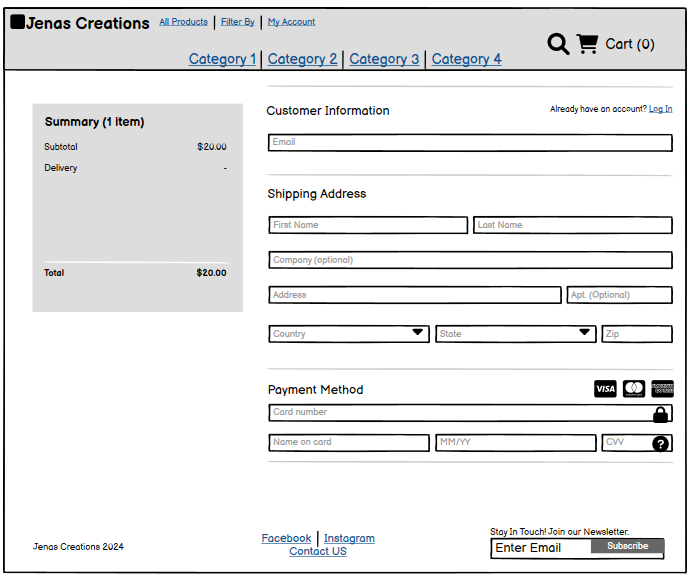 Jenas Creations All Products | Filter By | My Account
Cart (0)
Category 1 | Category 2 | Category 3 | Category 4
Summary (1 item)
Subtotal $20.00
Delivery -
Total $20.00
Customer Information Already have an account? Log In
Email
Shipping Address
First Name Last Name
Company (optional)
Address Apt. (Optional)
Country State Zip
Payment Method VISA
Card number
Name on card MM/YY CVV ?
Jenas Creations 2024
Facebook | Instagram
Contact US
Stay In Touch! Join our Newsletter.
Enter Email Subscribe